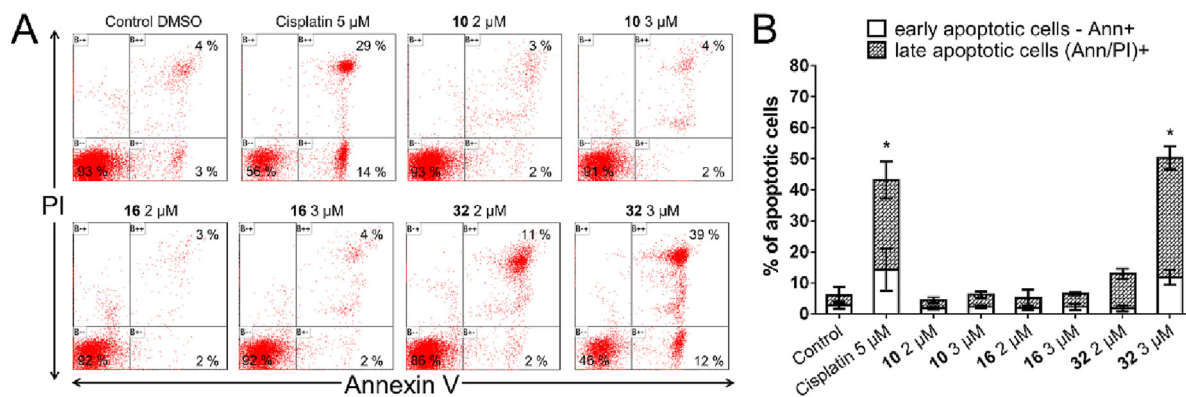 A
Control DMSO
Cisplatin 5 µM
10 2 µM
10 3 µM
B-+
B++
4 %
B--
B+-
93 %
3 %
B-+
B++
29 %
B--
B+-
56 %
14 %
B-+
B++
3 %
B--
B+-
93 %
2 %
B-+
B++
4 %
B--
B+-
91 %
2 %
PI
16 2 µM
16 3 µM
32 2 µM
32 3 µM
B-+
B++
3 %
B--
B+-
92 %
2 %
B-+
B++
4 %
B--
B+-
92 %
2 %
B-+
B++
11 %
B--
B+-
86 %
2 %
B-+
B++
39 %
B--
B+-
46 %
12 %
Annexin V
B
early apoptotic cells - Ann+
late apoptotic cells (Ann/PI)+
% of apoptotic cells
80
70
60
50
40
30
20
10
0
*
*
Control
Cisplatin 5 µM
10 2 µM
10 3 µM
16 2 µM
16 3 µM
32 2 µM
32 3 µM